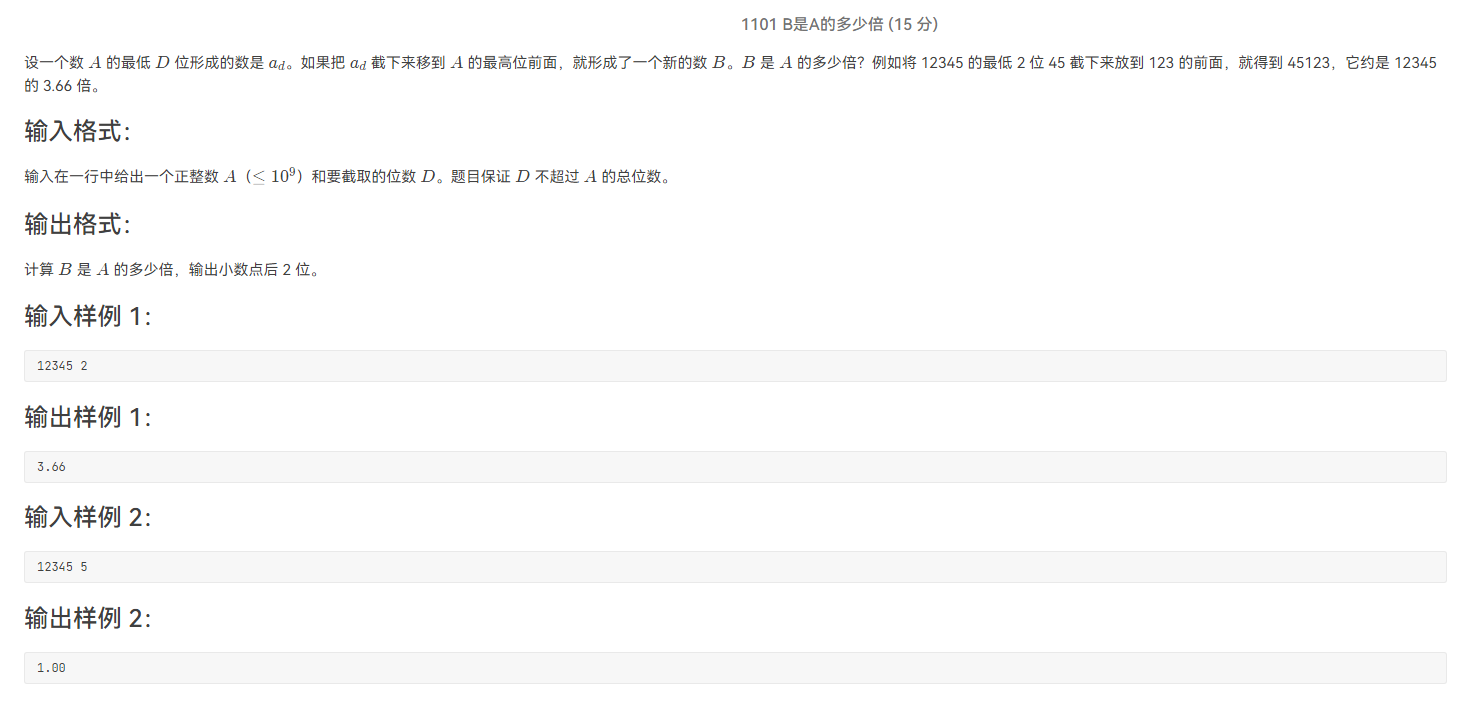 1101 B是A的多少倍 (15 分)
设一个数 A 的最低 D 位形成的数是 a_d。如果把 a_d 截下来移到 A 的最高位前面，就形成了一个新的数 B。B 是 A 的多少倍？例如将 12345 的最低 2 位 45 截下来放到 123 的前面，就得到 45123，它约是 12345
的 3.66 倍。
输入格式：
输入在一行中给出一个正整数 A（≤ 10⁹）和要截取的位数 D。题目保证 D 不超过 A 的总位数。
输出格式：
计算 B 是 A 的多少倍，输出小数点后 2 位。
输入样例 1：
12345 2
输出样例 1：
3.66
输入样例 2：
12345 5
输出样例 2：
1.00